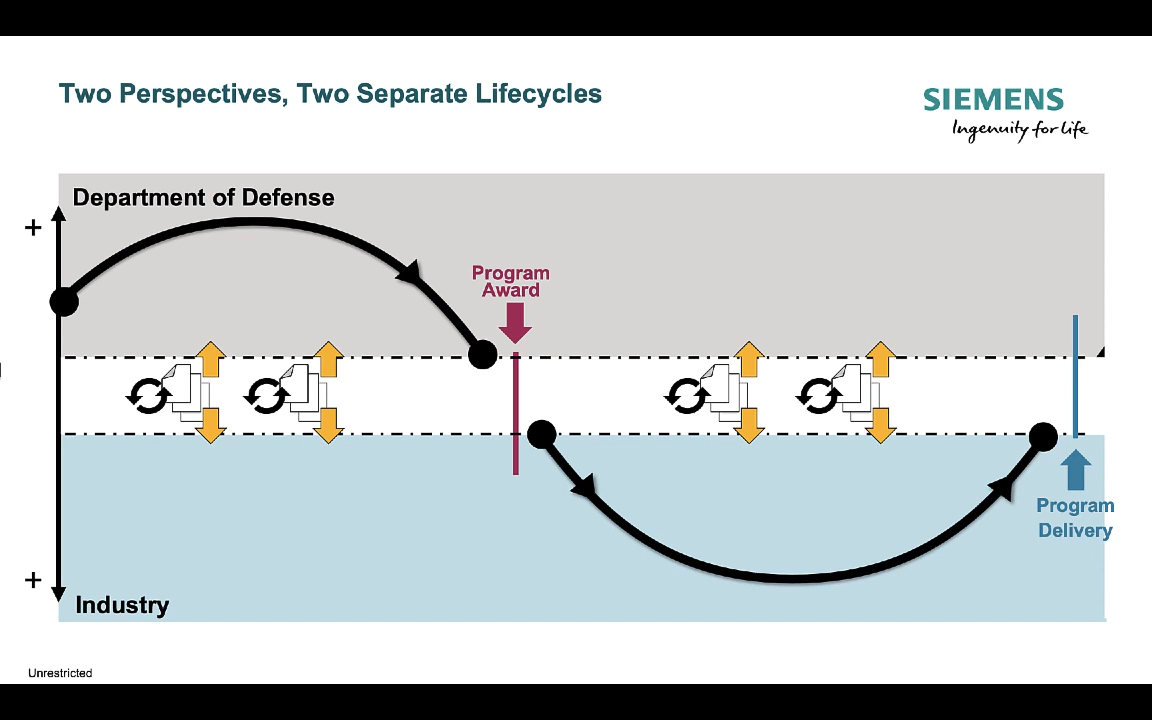 Two Perspectives, Two Separate Lifecycles
SIEMENS
Ingenuity for life
Department of Defense
+
Program
Award
Program
Delivery
+
Industry
Unrestricted